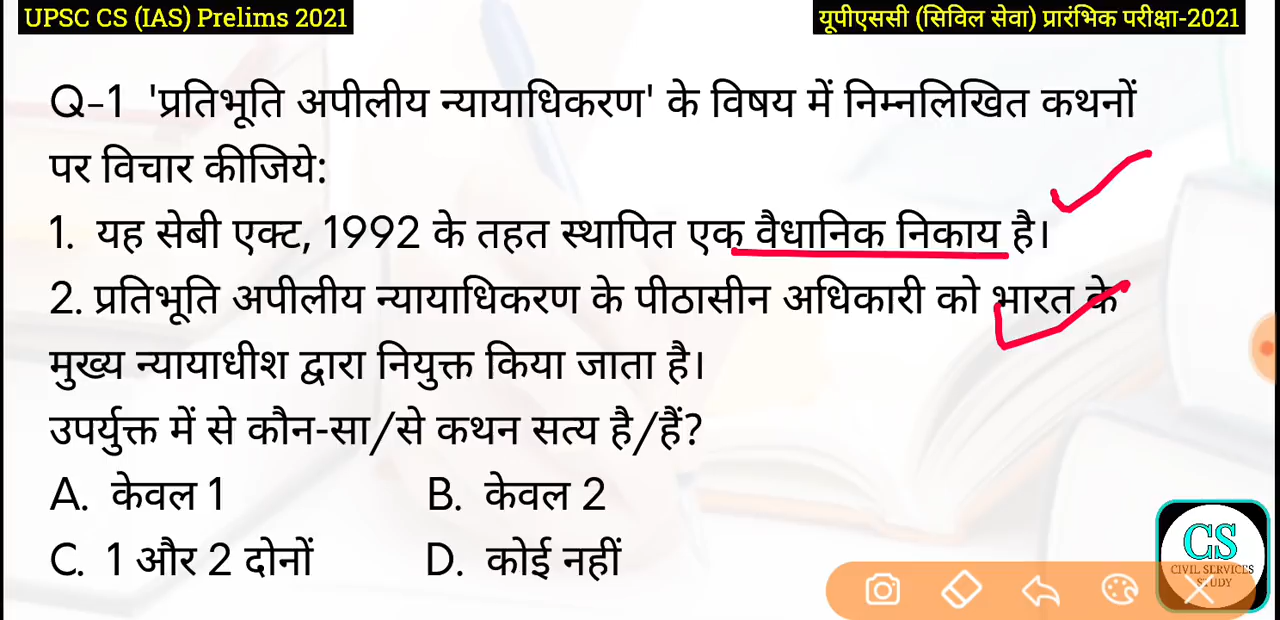 UPSC CS (IAS) Prelims 2021
यूपीएससी (सिविल सेवा) प्रारंभिक परीक्षा-2021
Q-1 'प्रतिभूति अपीलीय न्यायाधिकरण' के विषय में निम्नलिखित कथनों
पर विचार कीजिये:
1. यह सेबी एक्ट, 1992 के तहत स्थापित एक वैधानिक निकाय है।
2. प्रतिभूति अपीलीय न्यायाधिकरण के पीठासीन अधिकारी को भारत के
मुख्य न्यायाधीश द्वारा नियुक्त किया जाता है।
उपर्युक्त में से कौन-सा/से कथन सत्य है/हैं?
A. केवल 1 B. केवल 2
C. 1 और 2 दोनों D. कोई नहीं
CS
CIVIL SERVICES
STUDY